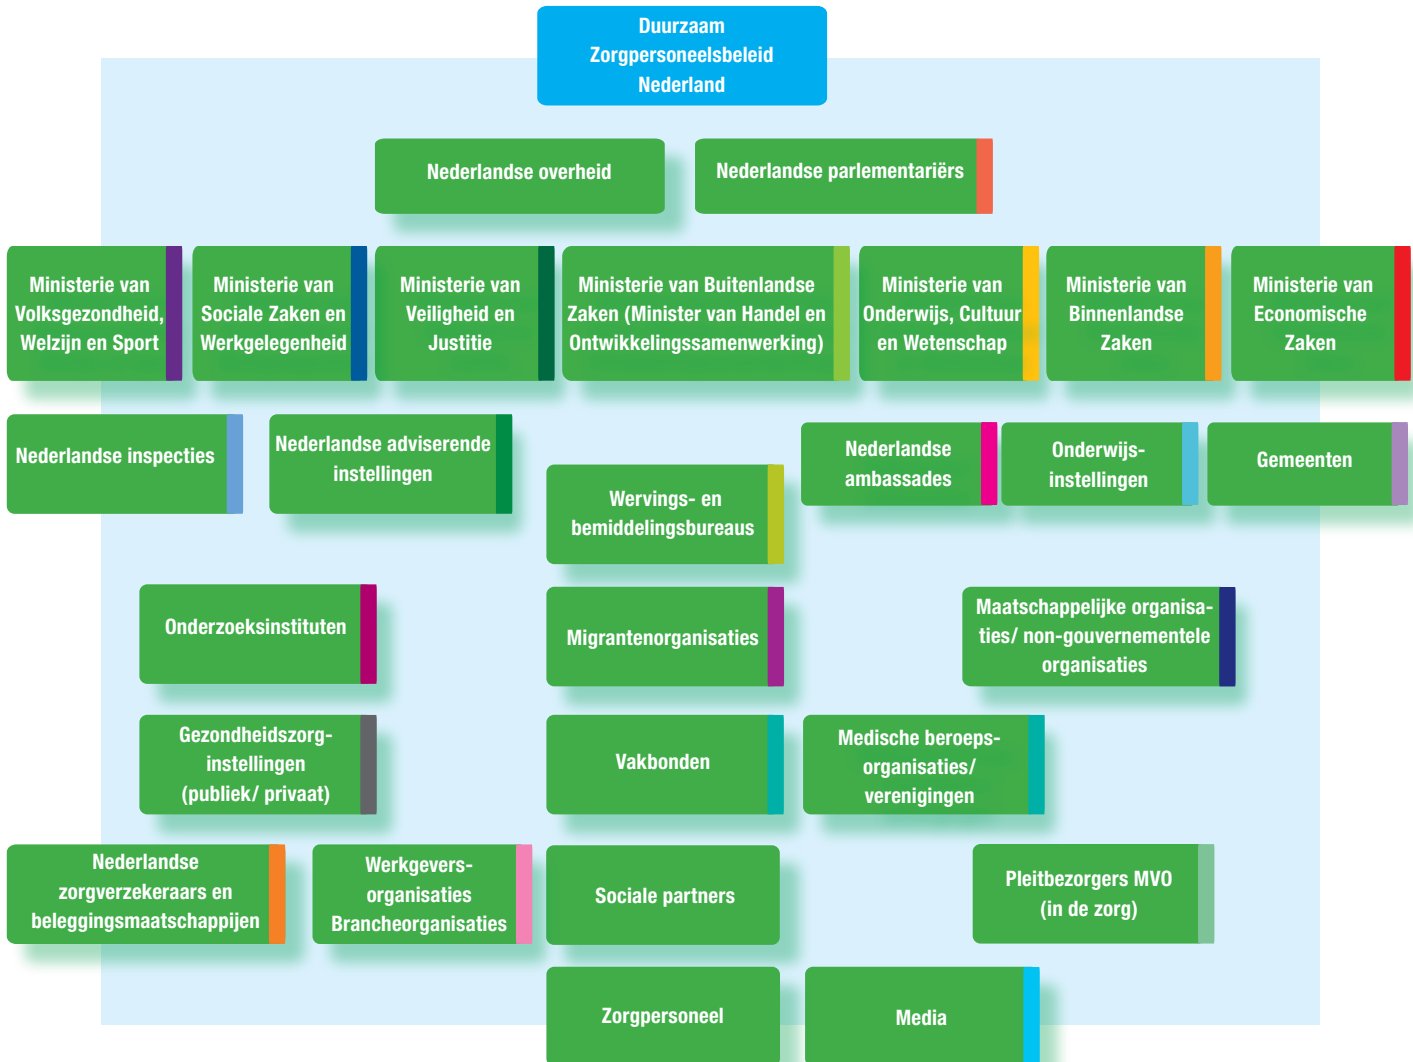 Duurzaam
Zorgpersoneelsbeleid
Nederland
Nederlandse overheid
Nederlandse parlementariërs
Ministerie van
Volksgezondheid,
Welzijn en Sport
Ministerie van
Sociale Zaken en
Werkgelegenheid
Ministerie van
Veiligheid en
Justitie
Ministerie van Buitenlandse
Zaken (Minister van Handel en
Ontwikkelingssamenwerking)
Ministerie van
Onderwijs, Cultuur
en Wetenschap
Ministerie van
Binnenlandse
Zaken
Ministerie van
Economische
Zaken
Nederlandse inspecties
Nederlandse adviserende
instellingen
Wervings- en
bemiddelingsbureaus
Nederlandse
ambassades
Onderwijs-
instellingen
Gemeenten
Onderzoeksinstituten
Migrantenorganisaties
Maatschappelijke organisa-
ties/ non-gouvernementele
organisaties
Gezondheidszorg-
instellingen
(publiek/ privaat)
Vakbonden
Medische beroeps-
organisaties/
verenigingen
Nederlandse
zorgverzekeraars en
beleggingsmaatschappijen
Werkgevers-
organisaties
Brancheorganisaties
Sociale partners
Pleitbezorgers MVO
(in de zorg)
Zorgpersoneel
Media